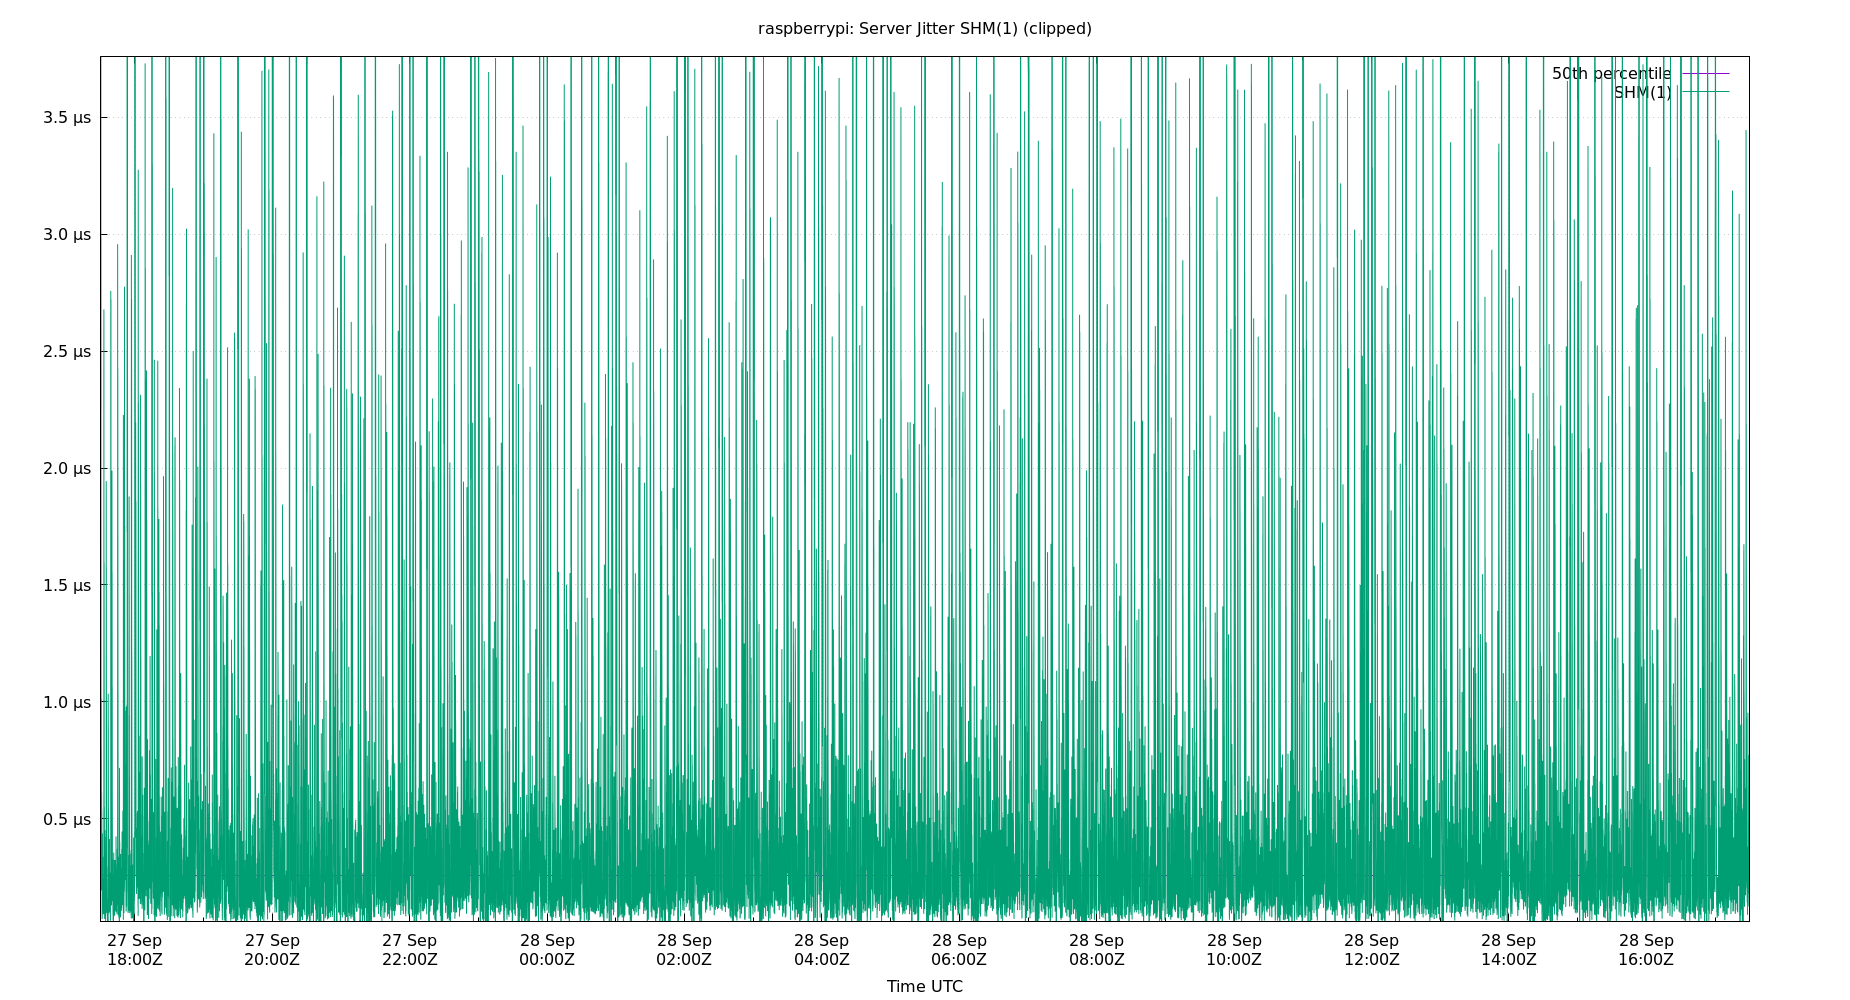 raspberrypi: Server Jitter SHM(1) (clipped)
50th percentile
SHM(1)
3.5 µs
3.0 µs
2.5 µs
2.0 µs
1.5 µs
1.0 µs
0.5 µs
27 Sep 27 Sep 27 Sep 28 Sep 28 Sep 28 Sep 28 Sep 28 Sep 28 Sep 28 Sep 28 Sep 28 Sep
18:00Z 20:00Z 22:00Z 00:00Z 02:00Z 04:00Z 06:00Z 08:00Z 10:00Z 12:00Z 14:00Z 16:00Z
Time UTC